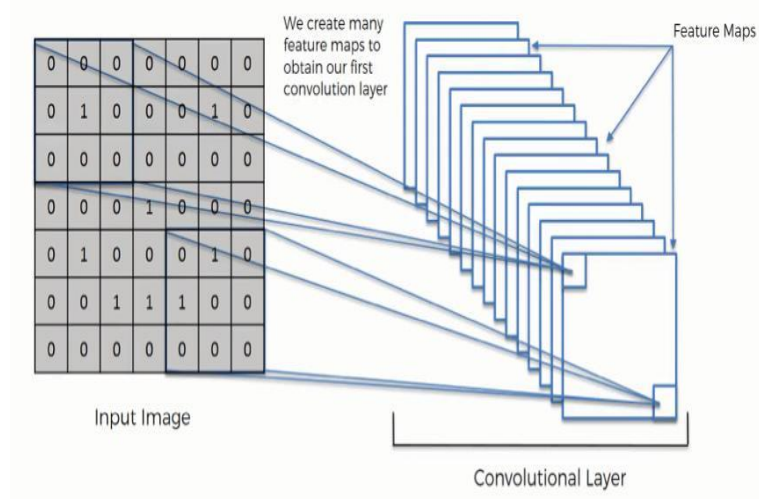 We create many
feature maps to
obtain our first
convolution layer
Feature Maps
0 0 0 0 0 0 0
0 1 0 0 0 1 0
0 0 0 0 0 0 0
0 0 0 1 0 0 0
0 1 0 0 0 1 0
0 0 1 1 1 0 0
0 0 0 0 0 0 0
Input Image
Convolutional Layer